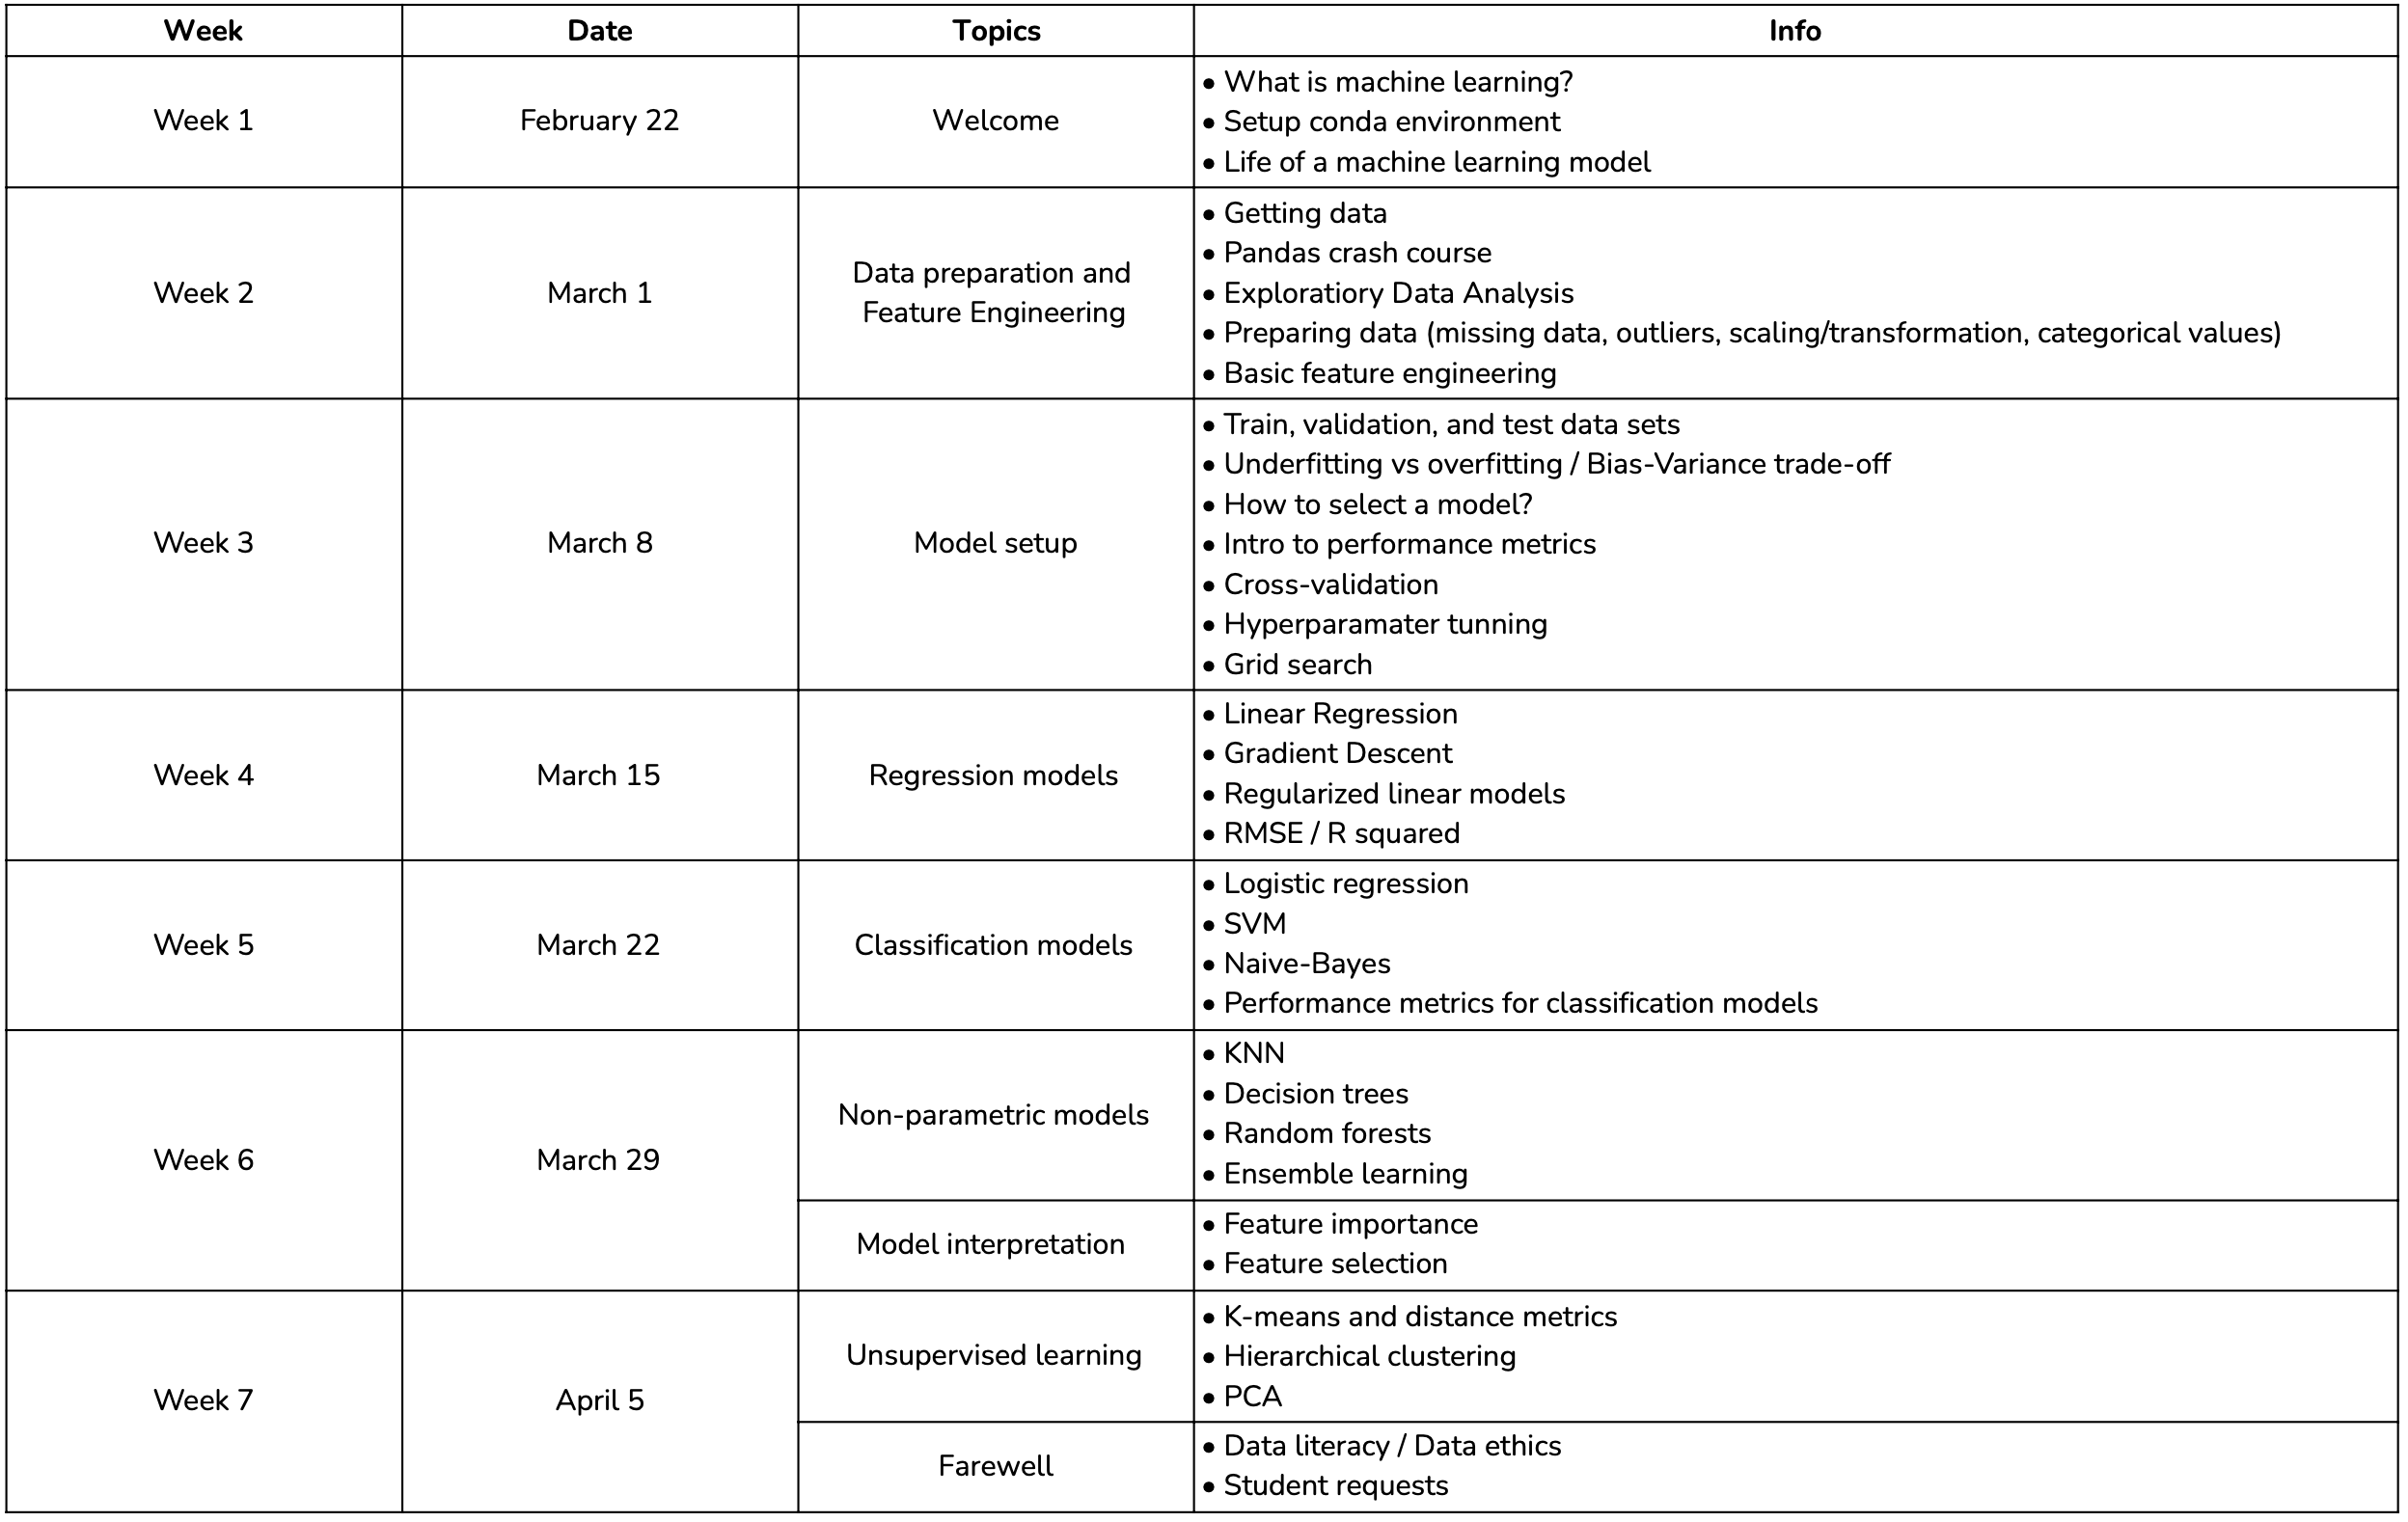 Week Date Topics Info
Week 1 February 22 Welcome
• What is machine learning?
• Setup conda environment
• Life of a machine learning model
Week 2 March 1 Data preparation and
Feature Engineering
• Getting data
• Pandas crash course
• Exploratiory Data Analysis
• Preparing data (missing data, outliers, scaling/transformation, categorical values)
• Basic feature engineering
Week 3 March 8 Model setup
• Train, validation, and test data sets
• Underfitting vs overfitting / Bias-Variance trade-off
• How to select a model?
• Intro to performance metrics
• Cross-validation
• Hyperparamater tunning
• Grid search
Week 4 March 15 Regression models
• Linear Regression
• Gradient Descent
• Regularized linear models
• RMSE / R squared
Week 5 March 22 Classification models
• Logistic regression
• SVM
• Naive-Bayes
• Performance metrics for classification models
Week 6 March 29 Non-parametric models
• KNN
• Decision trees
• Random forests
• Ensemble learning
Model interpretation
• Feature importance
• Feature selection
Week 7 April 5 Unsupervised learning
• K-means and distance metrics
• Hierarchical clustering
• PCA
Farewell
• Data literacy / Data ethics
• Student requests